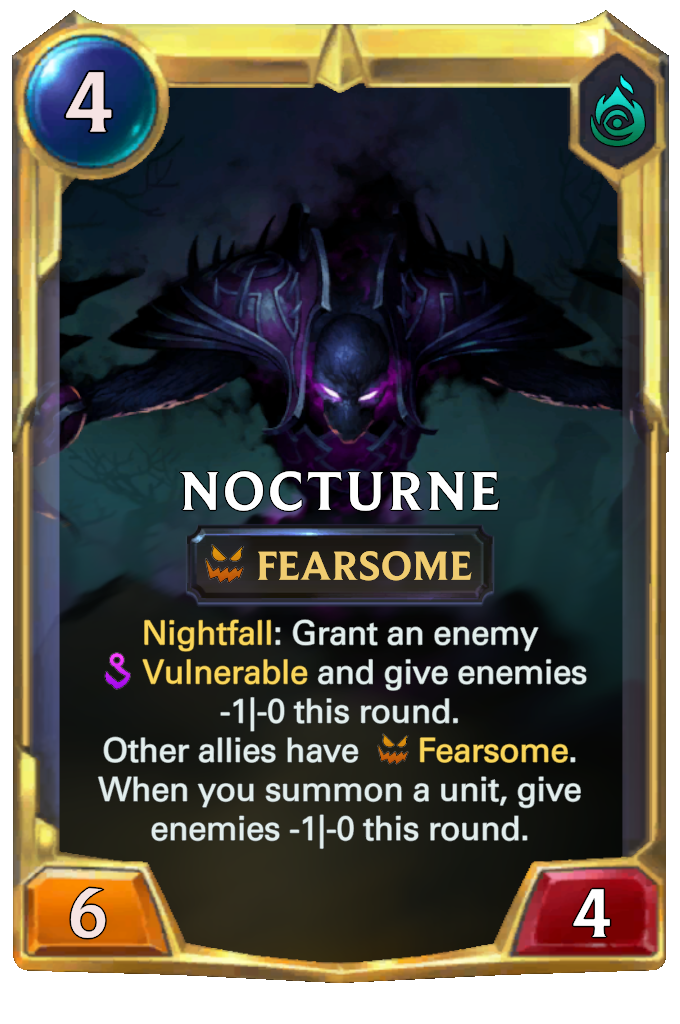 4
NOCTURNE
FEARSOME
Nightfall: Grant an enemy
Vulnerable and give enemies
-1|-0 this round.
Other allies have Fearsome.
When you summon a unit, give
enemies -1|-0 this round.
6 4